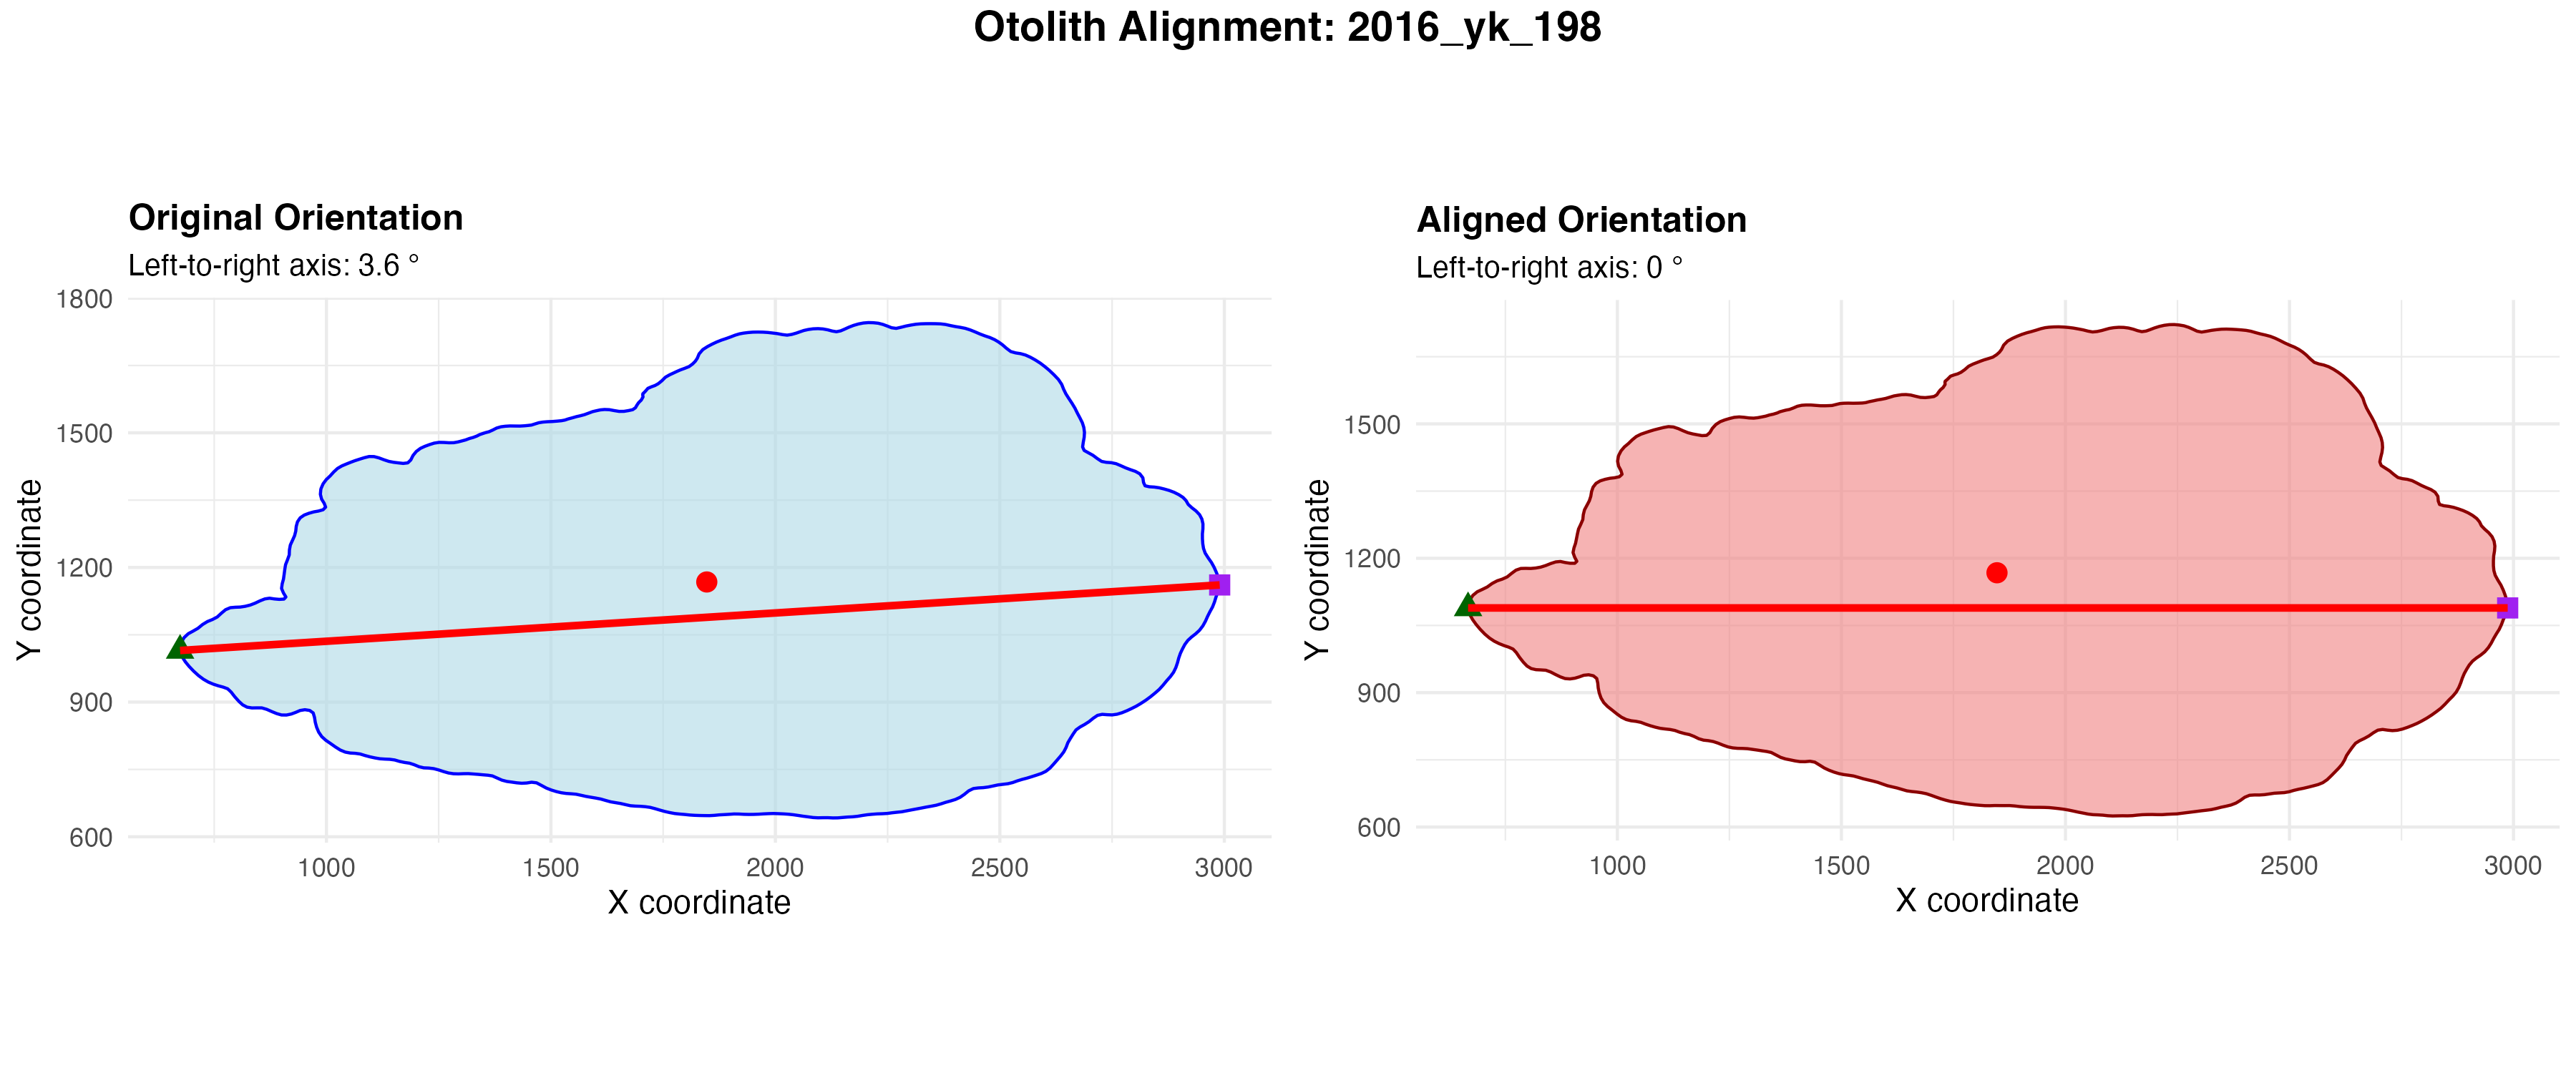 Otolith Alignment: 2016_yk_198
Original Orientation
Left-to-right axis: 3.6 °
1800
1500
1200
900
600
Y coordinate
1000 1500 2000 2500 3000
X coordinate
Aligned Orientation
Left-to-right axis: 0 °
1500
1200
900
600
Y coordinate
1000 1500 2000 2500 3000
X coordinate